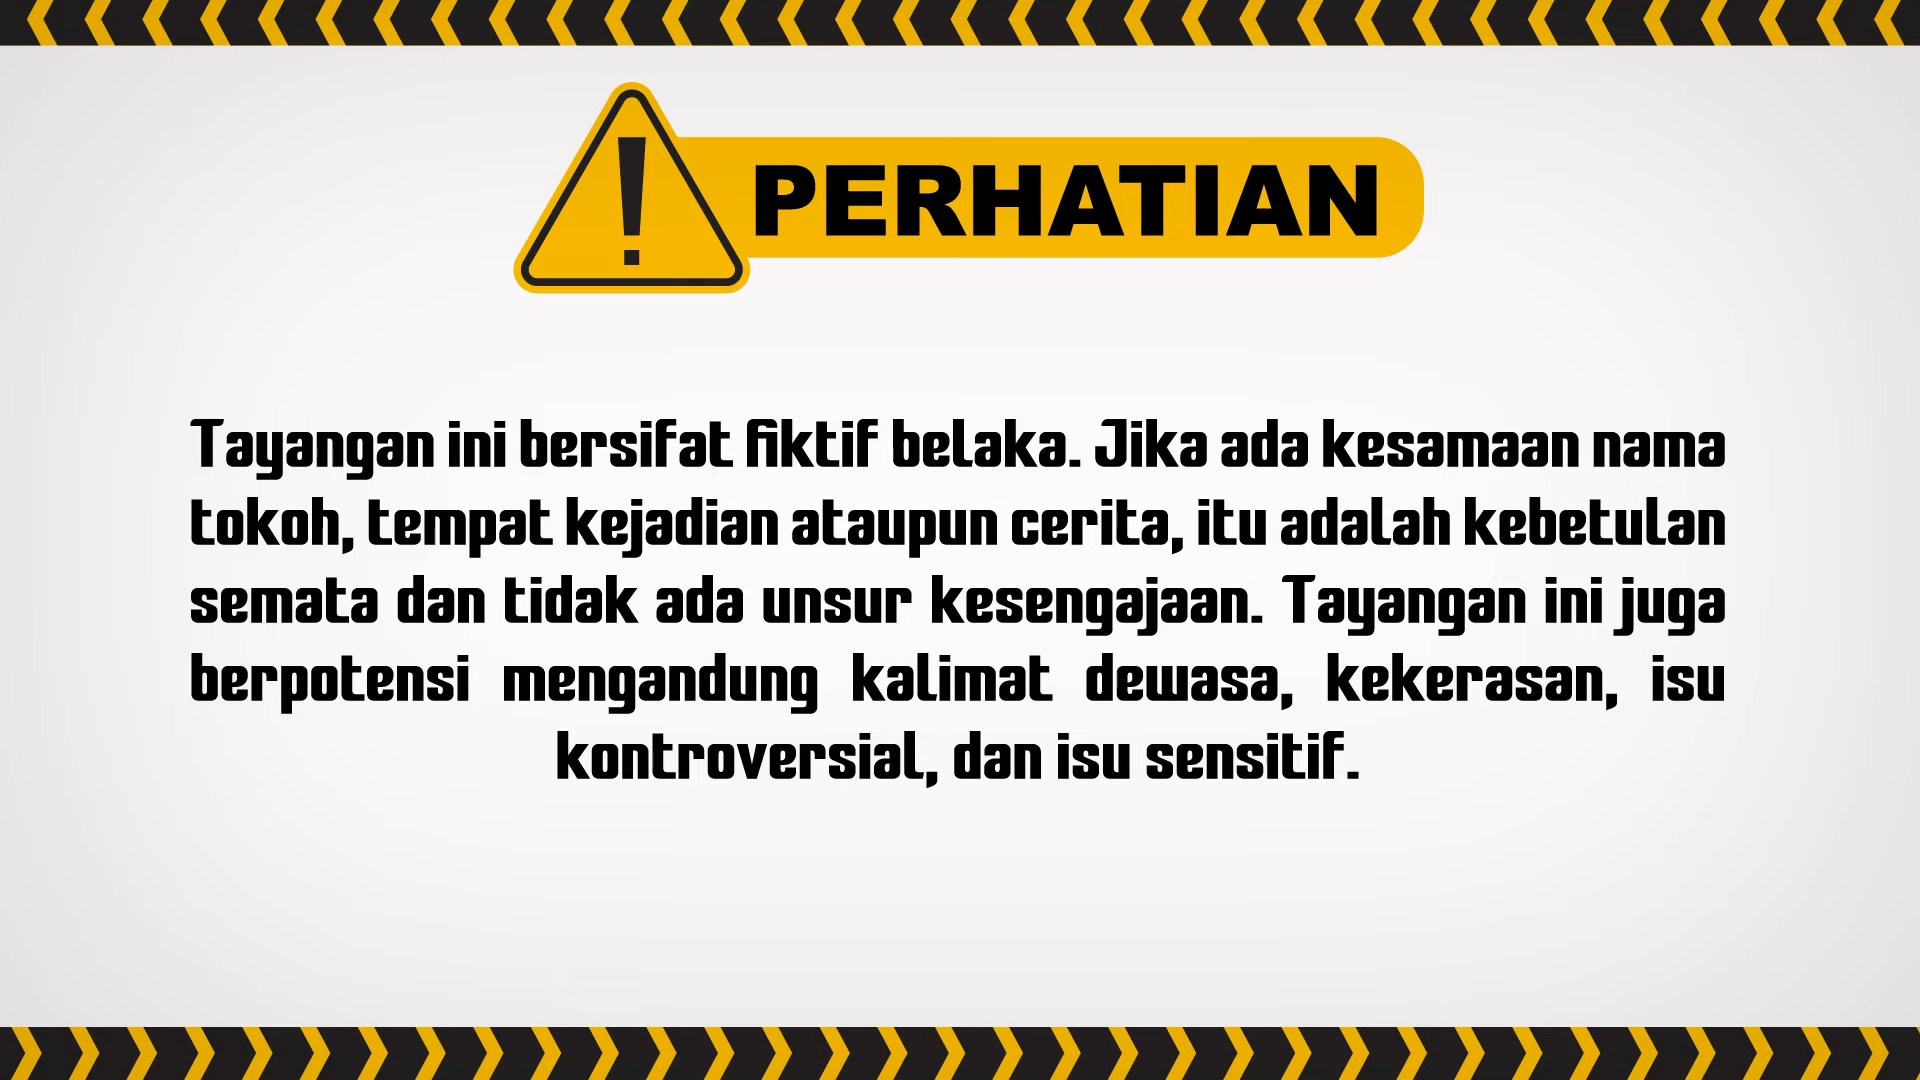 PERHATIAN
Tayangan ini bersifat fiktif belaka. Jika ada kesamaan nama
tokoh, tempat kejadian ataupun cerita, itu adalah kebetulan
semata dan tidak ada unsur kesengajaan. Tayangan ini juga
berpotensi mengandung kalimat dewasa, kekerasan, isu
kontroversial, dan isu sensitif.